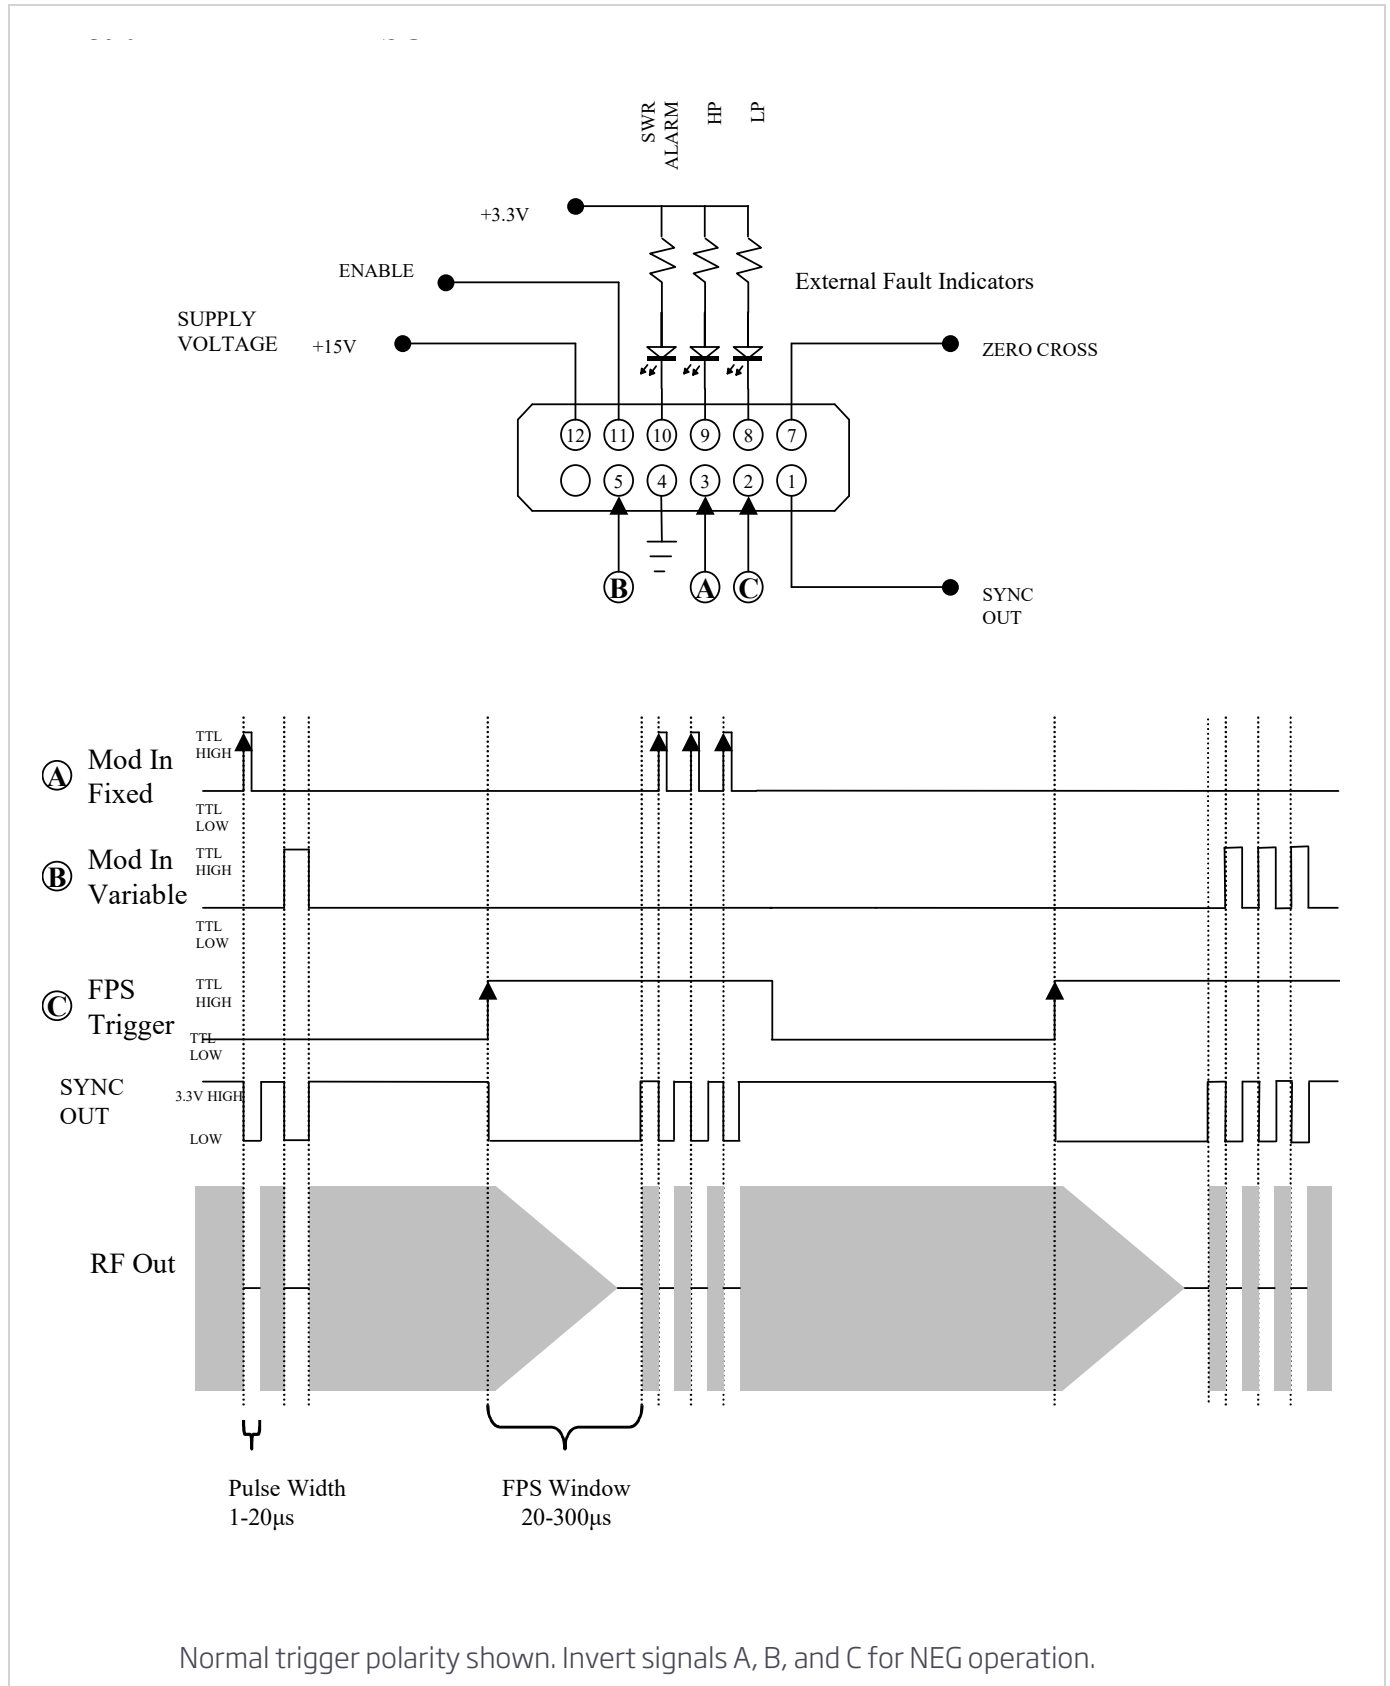 SWR
ALARM
HP
LP
+3.3V
ENABLE
External Fault Indicators
SUPPLY
VOLTAGE
+15V
ZERO CROSS
12 11 10 9 8 7
5 4 3 2 1
B A C
SYNC
OUT
A
Mod In
Fixed
TTL
HIGH
TTL
LOW
B
Mod In
Variable
TTL
HIGH
TTL
LOW
C
FPS
Trigger
TTL
HIGH
TTL
LOW
SYNC
OUT
3.3V HIGH
LOW
RF Out
Pulse Width
1-20μs
FPS Window
20-300μs
Normal trigger polarity shown. Invert signals A, B, and C for NEG operation.